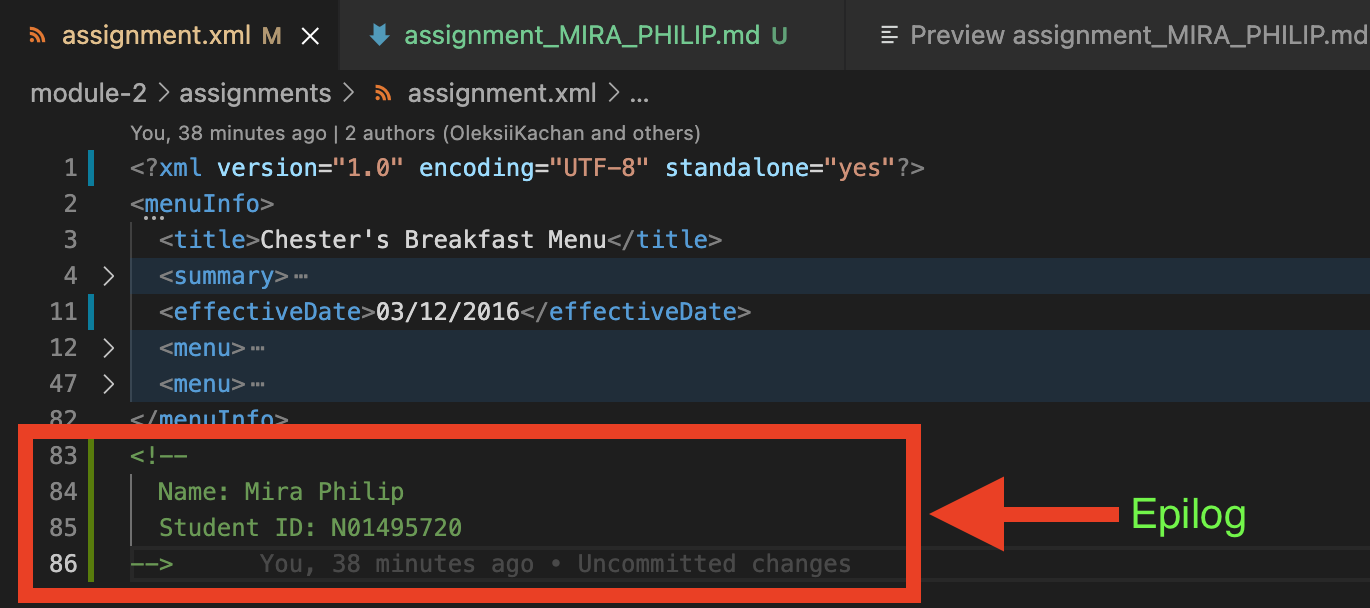 assignment.xml M
assignment_MIRA_PHILIP.md U
Preview assignment_MIRA_PHILIP.md
module-2 > assignments > assignment.xml > ...
You, 38 minutes ago | 2 authors (OleksiiKachan and others)
1 <?xml version="1.0" encoding="UTF-8" standalone="yes"?>
2 <menuInfo>
3 <title>Chester's Breakfast Menu</title>
4 > <summary>⋯
11 <effectiveDate>03/12/2016</effectiveDate>
12 > <menu>⋯
47 > <menu>⋯
82 </menuInfo>
83 <!--
84 Name: Mira Philip
85 Student ID: N01495720
86 --> You, 38 minutes ago • Uncommitted changes
Epilog